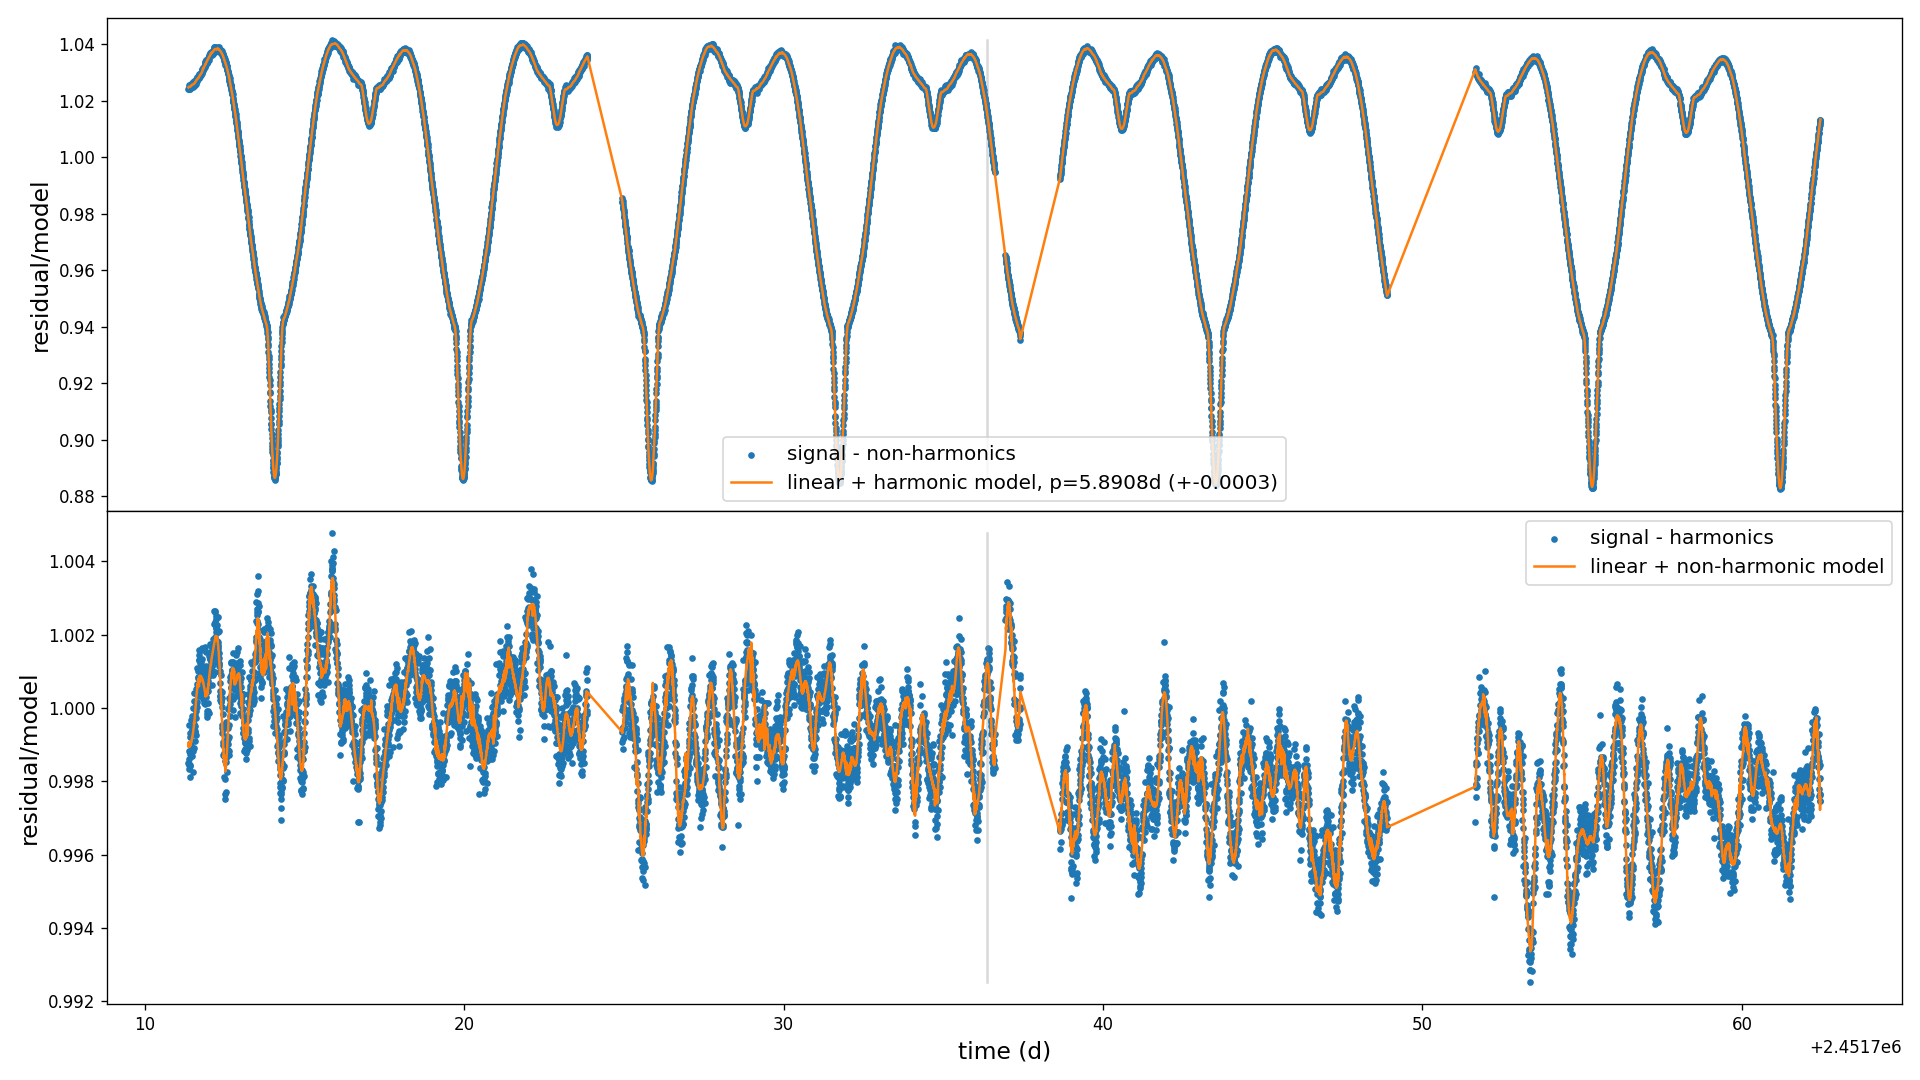 1.04
1.02
1.00
0.98
0.96
0.94
0.92
0.90
0.88
residual/model
signal - non-harmonics
linear + harmonic model, p=5.8908d (+-0.0003)
signal - harmonics
linear + non-harmonic model
1.004
1.002
1.000
0.998
0.996
0.994
0.992
residual/model
10 20 30 40 50 60
time (d)
+2.4517e6